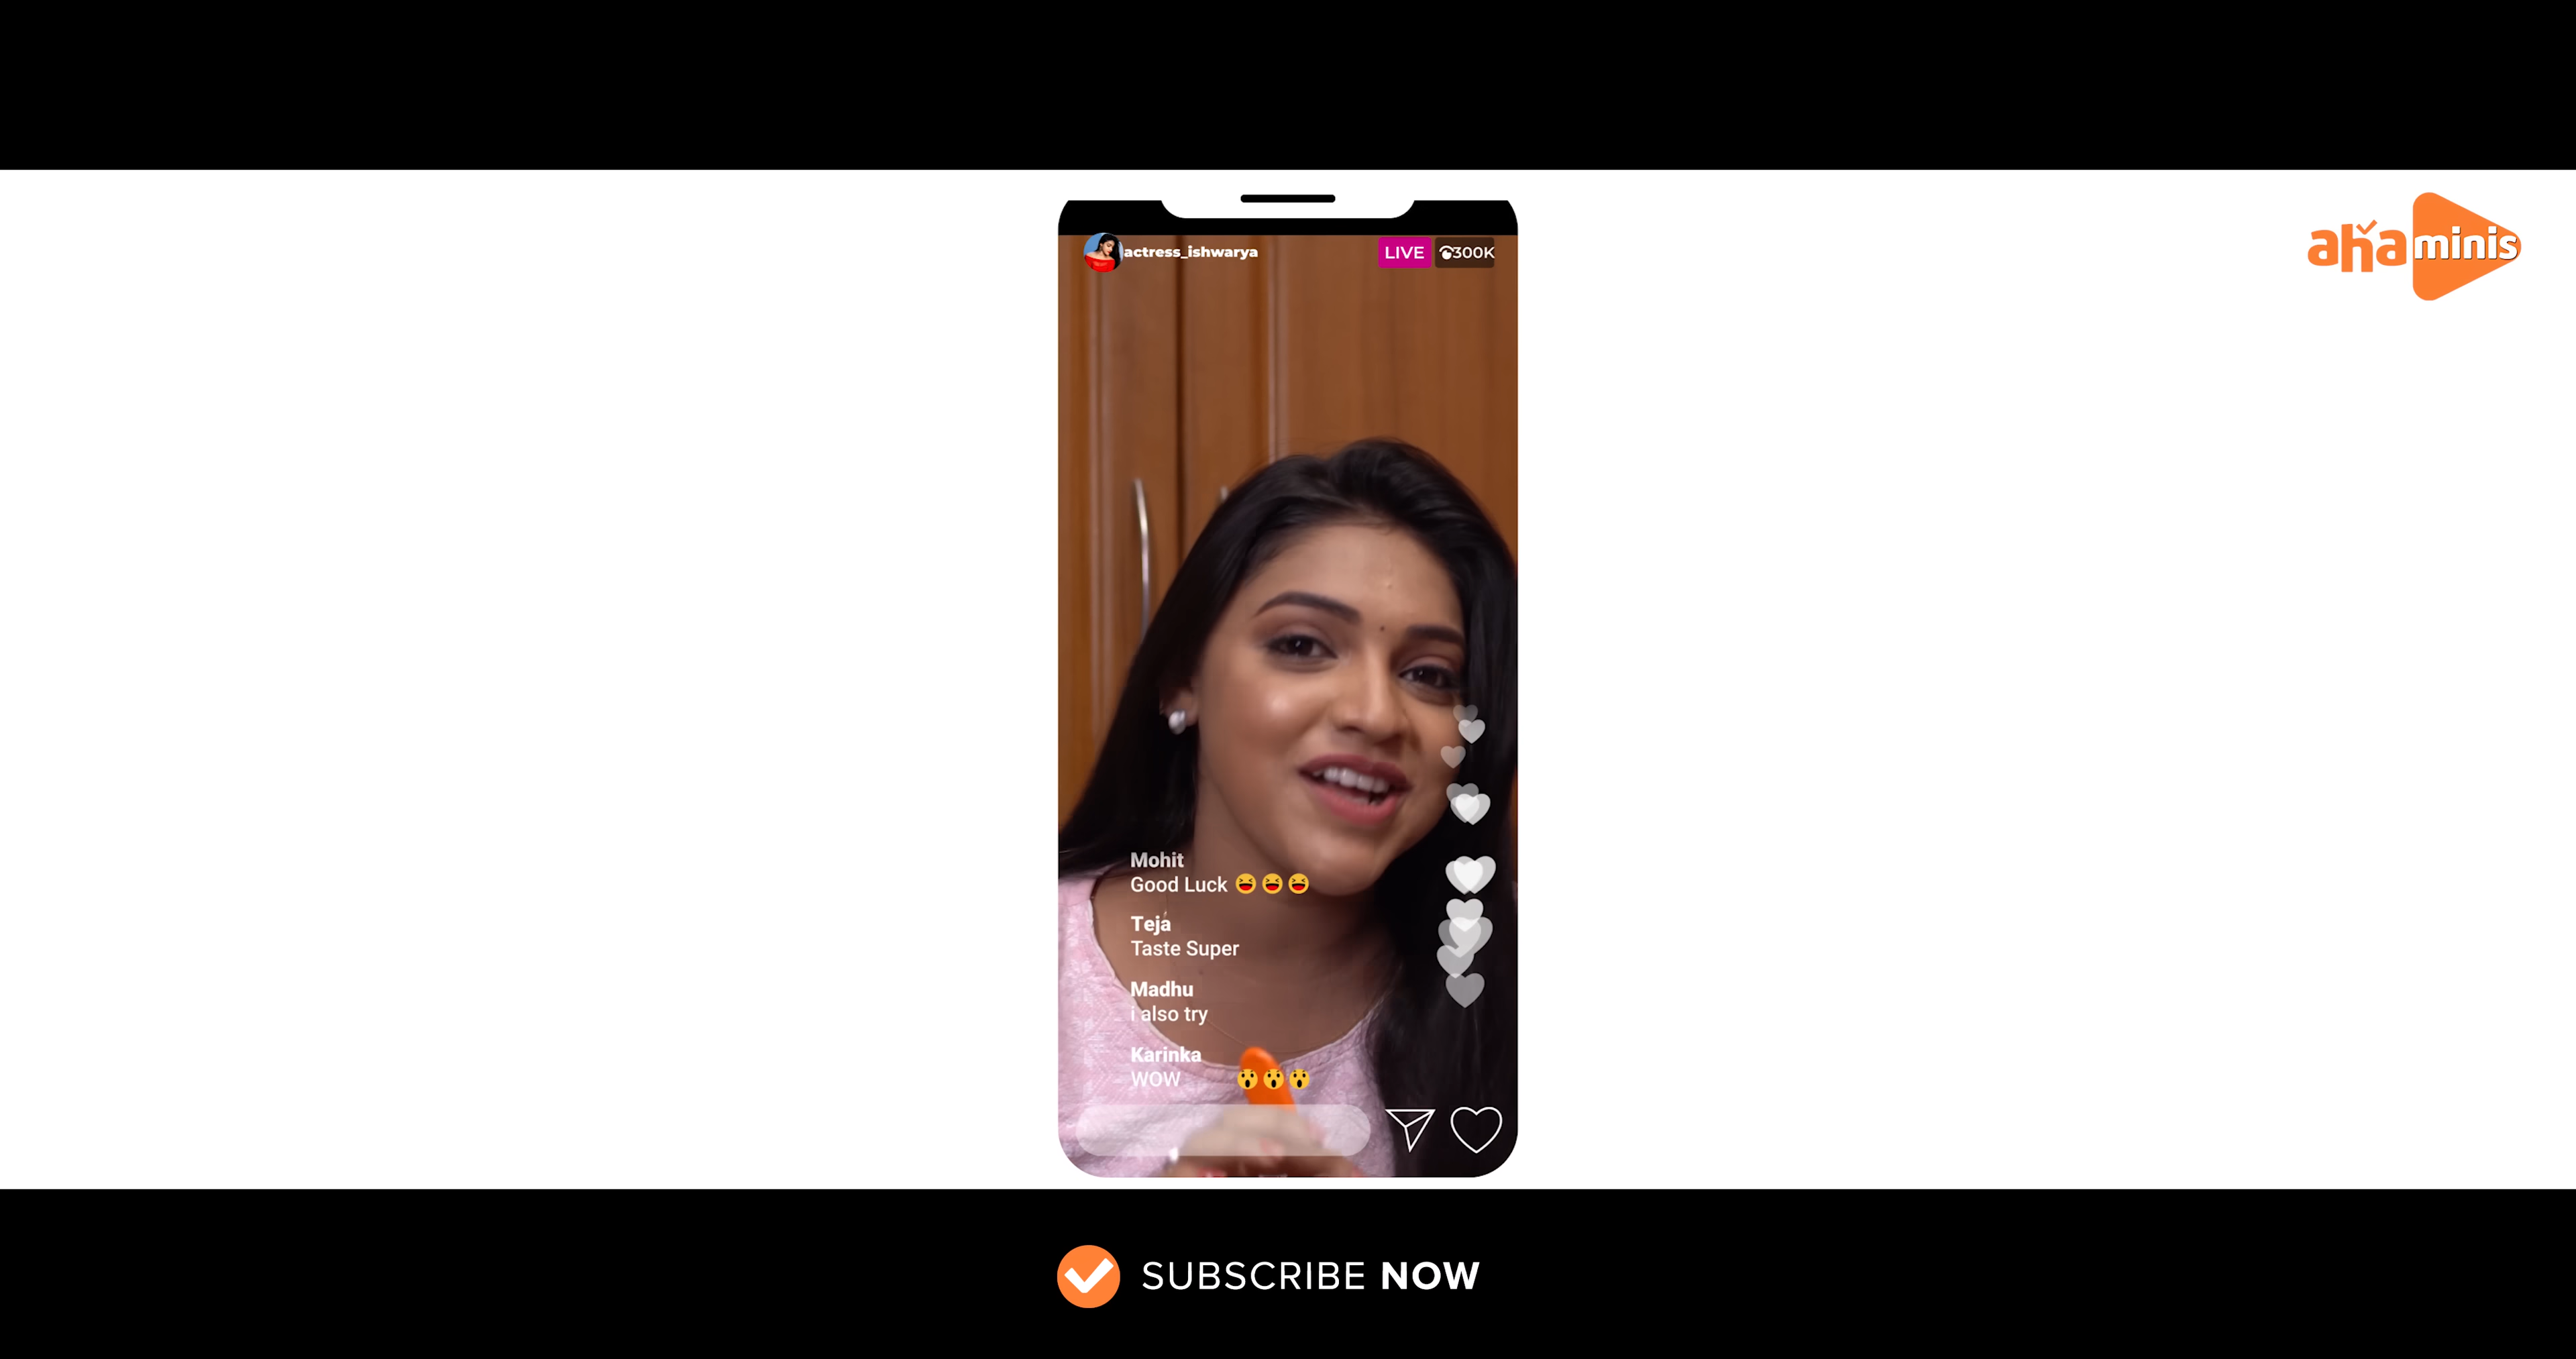 actress_ishwarya
LIVE
300K
aha minis
Mohit
Good Luck 😆 😆 😆
Teja
Taste Super
Madhu
i also try
Karinka
WOW 😯 😯 😯
SUBSCRIBE NOW